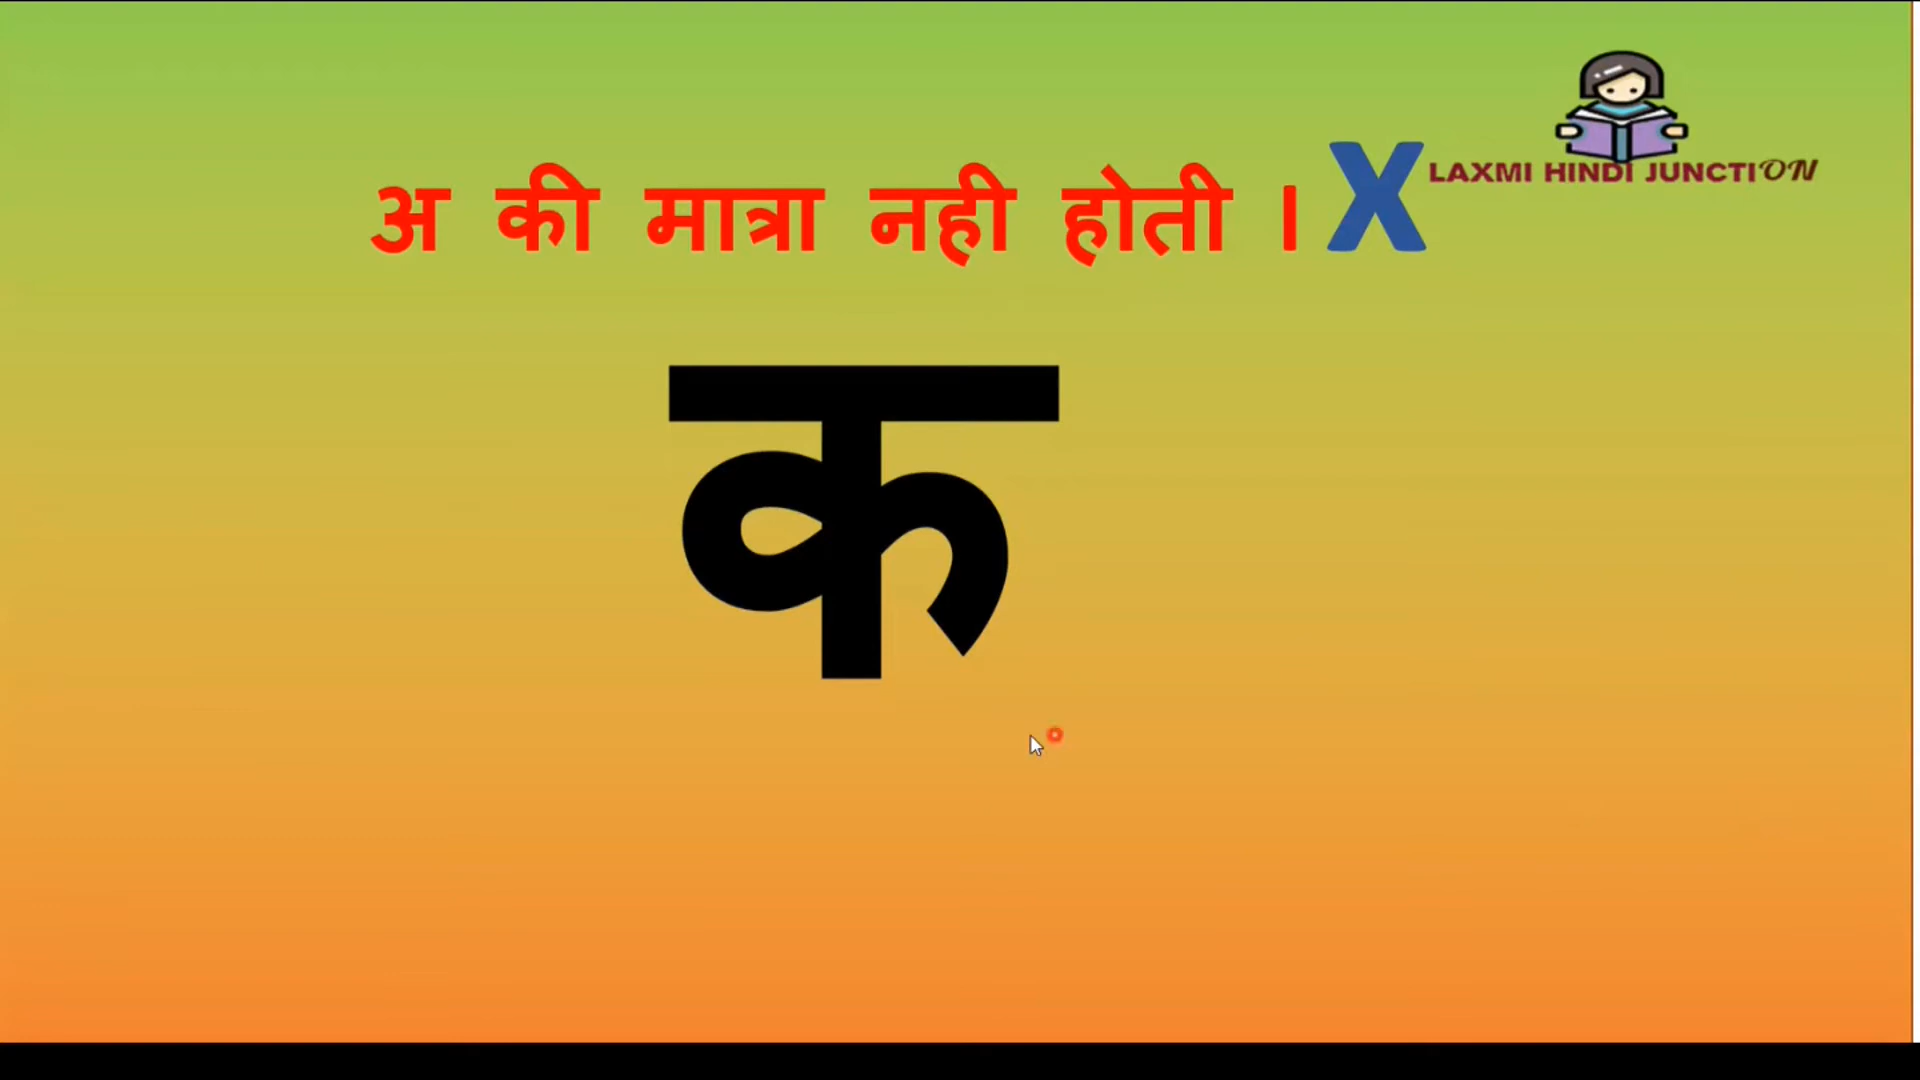 अ की मात्रा नही होती । X
LAXMI HINDI JUNCTION
क